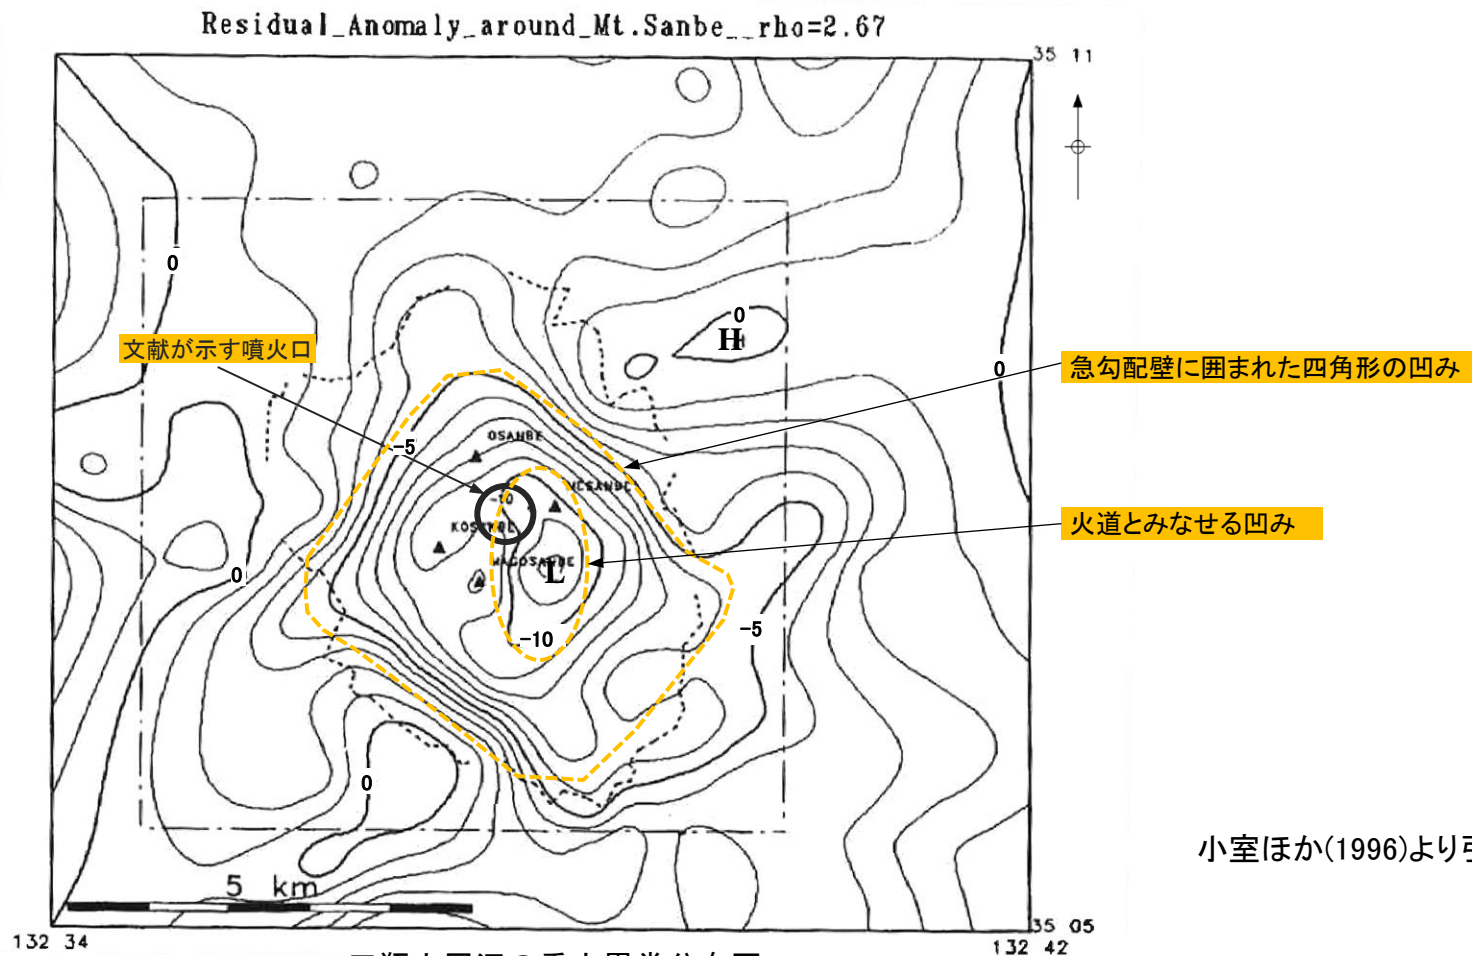 Residual_Anomaly_around_Mt.Sanbe__rho=2.67
35 11
0
0
H
文献が示す噴火口
急勾配壁に囲まれた四角形の凹み
0
-5
OSANBE
-10
火道とみなせる凹み
L
0
-10
-5
0
小室ほか(1996)より
5 km
35 05
132 34
132 42